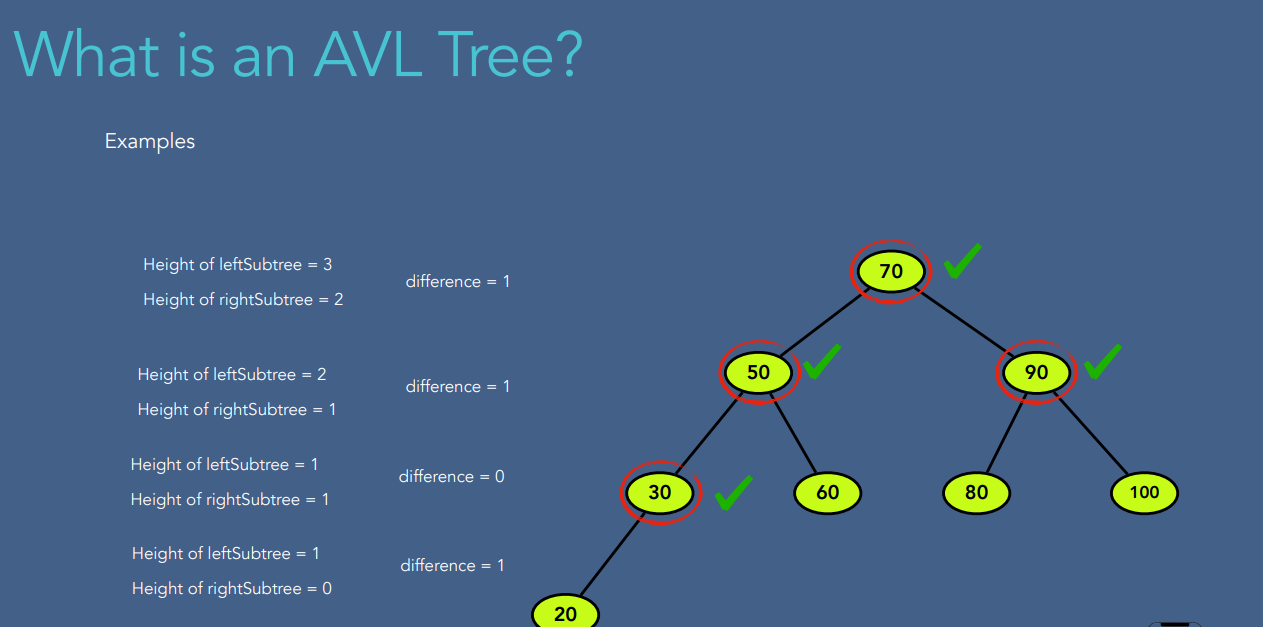 What is an AVL Tree?
Examples
Height of leftSubtree = 3
Height of rightSubtree = 2
difference = 1
Height of leftSubtree = 2
Height of rightSubtree = 1
difference = 1
Height of leftSubtree = 1
Height of rightSubtree = 1
difference = 0
Height of leftSubtree = 1
Height of rightSubtree = 0
difference = 1
70
50
90
30
60
80
100
20